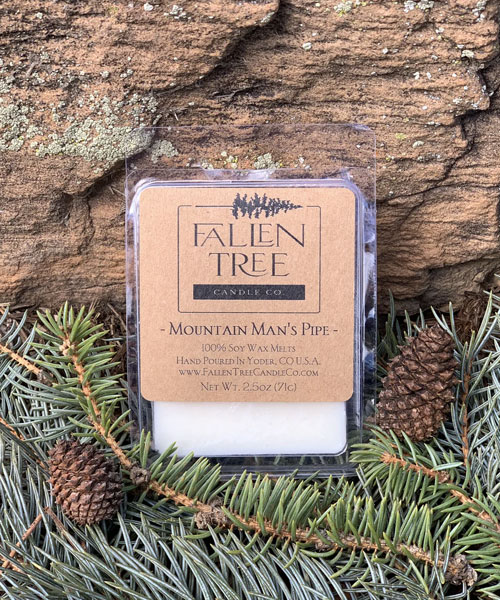 FALLEN
TREE
CANDLE CO.
- MOUNTAIN MAN'S PIPE -
100% SOY WAX MELTS
HAND POURED IN YODER, CO U.S.A.
WWW.FALLENTREECANDLECO.COM
NET WT. 2.5OZ (71G)